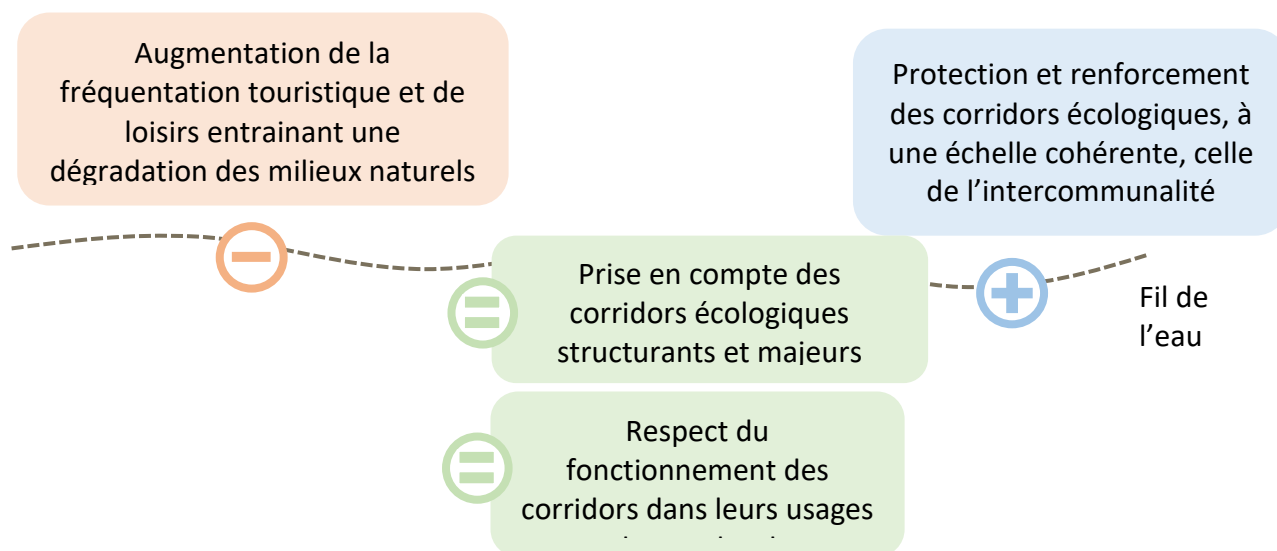 Augmentation de la
fréquentation touristique et de
loisirs entrainant une
dégradation des milieux naturels
Protection et renforcement
des corridors écologiques, à
une échelle cohérente, celle
de l’intercommunalité
Prise en compte des
corridors écologiques
structurants et majeurs
Fil de
l’eau
Respect du
fonctionnement des
corridors dans leurs usages